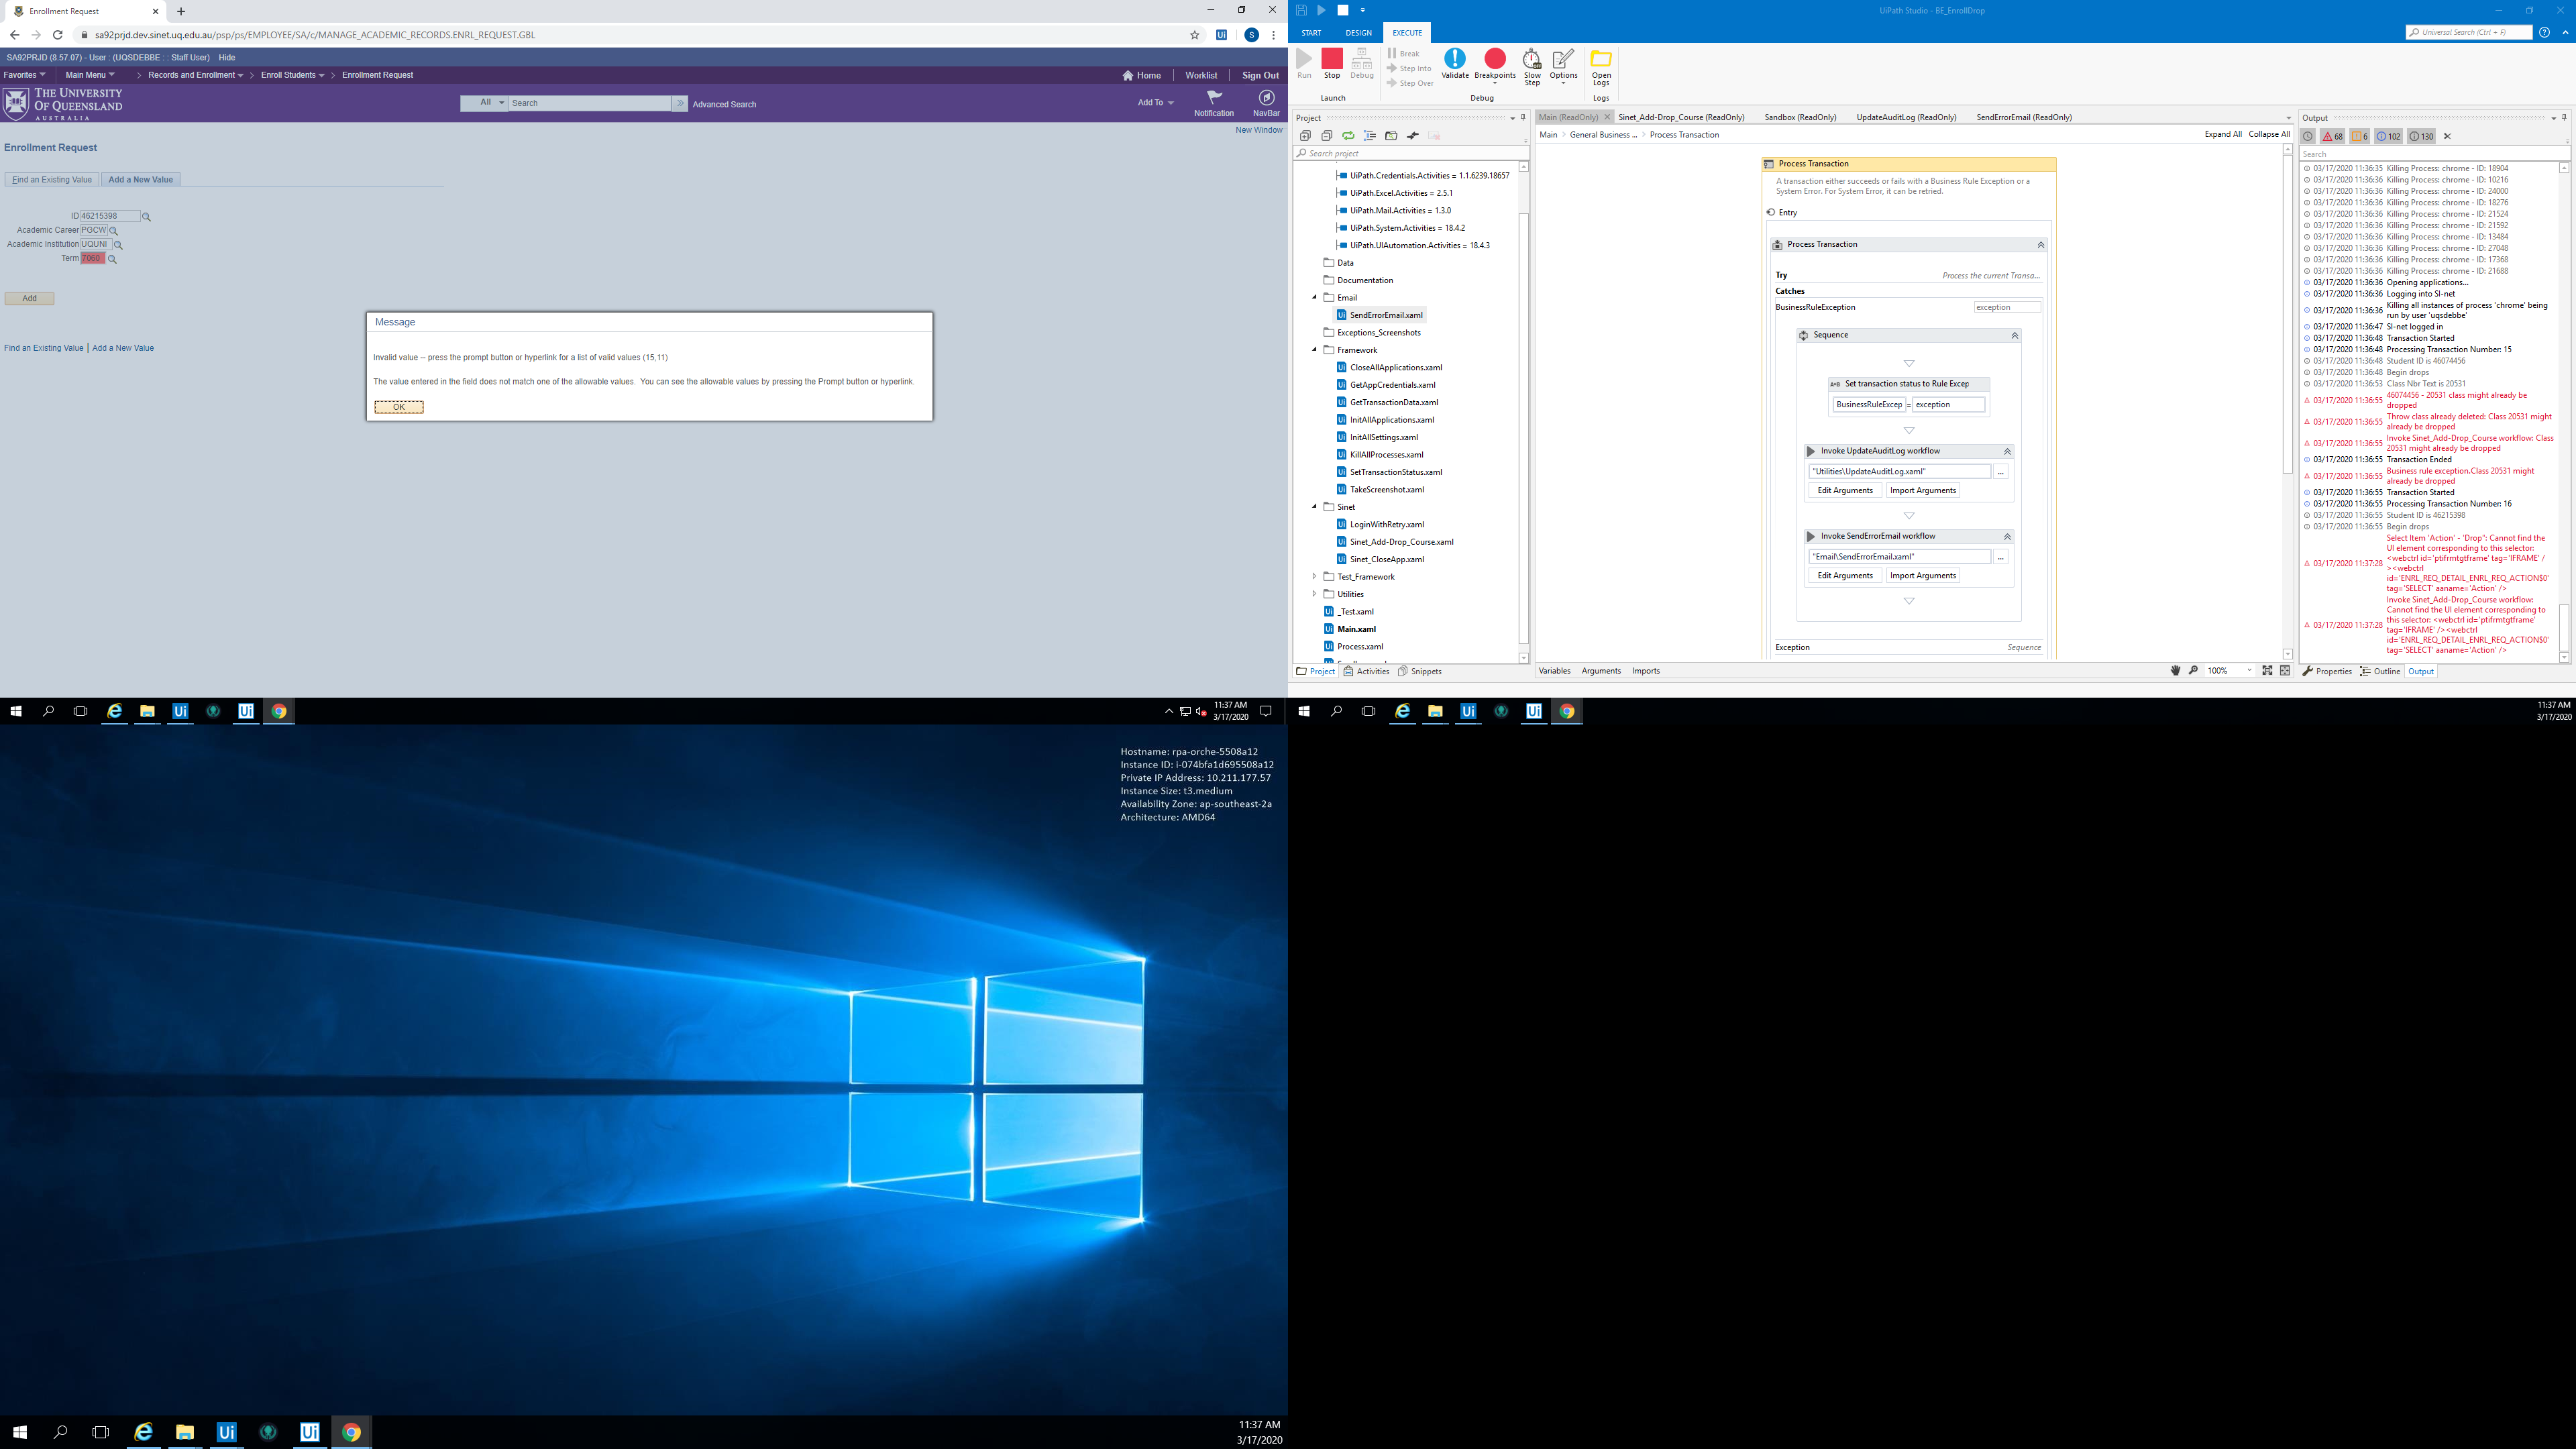 Enrollment Request
sa92prjd.dev.sinet.uq.edu.au/psp/ps/EMPLOYEE/SA/c/MANAGE_ACADEMIC_RECORDS.ENRL_REQUEST.GBL
SA92PRJD (8.57.07) - User : (UQSDEBBE : : Staff User) Hide
Favorites Main Menu > Records and Enrollment > Enroll Students > Enrollment Request Home Worklist Sign Out
THE UNIVERSITY
OF QUEENSLAND
AUSTRALIA
All Search » Advanced Search Add To Notification NavBar
New Window
Enrollment Request
Find an Existing Value Add a New Value
ID 46215398
Academic Career PGCW
Academic Institution UQUNI
Term 7060
Add
Find an Existing Value | Add a New Value
Message
Invalid value -- press the prompt button or hyperlink for a list of valid values (15,11)
The value entered in the field does not match one of the allowable values. You can see the allowable values by pressing the Prompt button or hyperlink.
OK
11:37 AM
3/17/2020
UiPath Studio - BE_EnrollDrop
START DESIGN EXECUTE
Universal Search (Ctrl + F)
Run Stop Debug
Launch
Break
Step Into
Step Over
Validate Breakpoints Slow Step Options
Debug
Open Logs
Logs
Project
Search project
UiPath.Credentials.Activities = 1.1.6239.18657
UiPath.Excel.Activities = 2.5.1
UiPath.Mail.Activities = 1.3.0
UiPath.System.Activities = 18.4.2
UiPath.UIAutomation.Activities = 18.4.3
Data
Documentation
Email
SendErrorEmail.xaml
Exceptions_Screenshots
Framework
CloseAllApplications.xaml
GetAppCredentials.xaml
GetTransactionData.xaml
InitAllApplications.xaml
InitAllSettings.xaml
KillAllProcesses.xaml
SetTransactionStatus.xaml
TakeScreenshot.xaml
Sinet
LoginWithRetry.xaml
Sinet_Add-Drop_Course.xaml
Sinet_CloseApp.xaml
Test_Framework
Utilities
_Test.xaml
Main.xaml
Process.xaml
Project Activities Snippets
Main (ReadOnly) Sinet_Add-Drop_Course (ReadOnly) Sandbox (ReadOnly) UpdateAuditLog (ReadOnly) SendErrorEmail (ReadOnly)
Main > General Business ... > Process Transaction Expand All Collapse All
Process Transaction
A transaction either succeeds or fails with a Business Rule Exception or a
System Error. For System Error, it can be retried.
Entry
Process Transaction
Try Process the current Transa...
Catches
BusinessRuleException exception
Sequence
A+B Set transaction status to Rule Excep
BusinessRuleExcep = exception
Invoke UpdateAuditLog workflow
"Utilities\UpdateAuditLog.xaml" ...
Edit Arguments Import Arguments
Invoke SendErrorEmail workflow
"Email\SendErrorEmail.xaml" ...
Edit Arguments Import Arguments
Exception Sequence
Variables Arguments Imports 100%
Output
68 6 102 130
Search
03/17/2020 11:36:35 Killing Process: chrome - ID: 18904
03/17/2020 11:36:36 Killing Process: chrome - ID: 10216
03/17/2020 11:36:36 Killing Process: chrome - ID: 24000
03/17/2020 11:36:36 Killing Process: chrome - ID: 18276
03/17/2020 11:36:36 Killing Process: chrome - ID: 21524
03/17/2020 11:36:36 Killing Process: chrome - ID: 21592
03/17/2020 11:36:36 Killing Process: chrome - ID: 13484
03/17/2020 11:36:36 Killing Process: chrome - ID: 27048
03/17/2020 11:36:36 Killing Process: chrome - ID: 17368
03/17/2020 11:36:36 Killing Process: chrome - ID: 21688
03/17/2020 11:36:36 Opening applications...
03/17/2020 11:36:36 Logging into SI-net
03/17/2020 11:36:36 Killing all instances of process 'chrome' being
run by user 'uqsdebbe'
03/17/2020 11:36:47 SI-net logged in
03/17/2020 11:36:48 Transaction Started
03/17/2020 11:36:48 Processing Transaction Number: 15
03/17/2020 11:36:48 Student ID is 46074456
03/17/2020 11:36:48 Begin drops
03/17/2020 11:36:53 Class Nbr Text is 20531
03/17/2020 11:36:55 46074456 - 20531 class might already be
dropped
03/17/2020 11:36:55 Throw class already deleted: Class 20531 might
already be dropped
03/17/2020 11:36:55 Invoke Sinet_Add-Drop_Course workflow: Class
20531 might already be dropped
03/17/2020 11:36:55 Transaction Ended
03/17/2020 11:36:55 Business rule exception.Class 20531 might
already be dropped
03/17/2020 11:36:55 Transaction Started
03/17/2020 11:36:55 Processing Transaction Number: 16
03/17/2020 11:36:55 Student ID is 46215398
03/17/2020 11:36:55 Begin drops
03/17/2020 11:37:28 Select Item 'Action' - 'Drop": Cannot find the
UI element corresponding to this selector:
<webctrl id='ptifrmtgtframe' tag='IFRAME' /
><webctrl
id='ENRL_REQ_DETAIL_ENRL_REQ_ACTION$0'
tag='SELECT' aaname='Action' />
03/17/2020 11:37:28 Invoke Sinet_Add-Drop_Course workflow:
Cannot find the UI element corresponding to
this selector: <webctrl id='ptifrmtgtframe'
tag='IFRAME' /><webctrl
id='ENRL_REQ_DETAIL_ENRL_REQ_ACTION$0'
tag='SELECT' aaname='Action' />
Properties Outline Output
11:37 AM
3/17/2020
Hostname: rpa-orche-5508a12
Instance ID: i-074bfa1d695508a12
Private IP Address: 10.211.177.57
Instance Size: t3.medium
Availability Zone: ap-southeast-2a
Architecture: AMD64
11:37 AM
3/17/2020